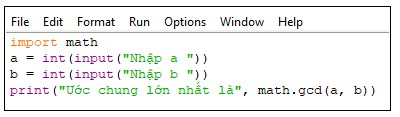 File Edit Format Run Options Window Help
import math
a = int(input("Nhập a "))
b = int(input("Nhập b "))
print("Ước chung lớn nhất là", math.gcd(a, b))